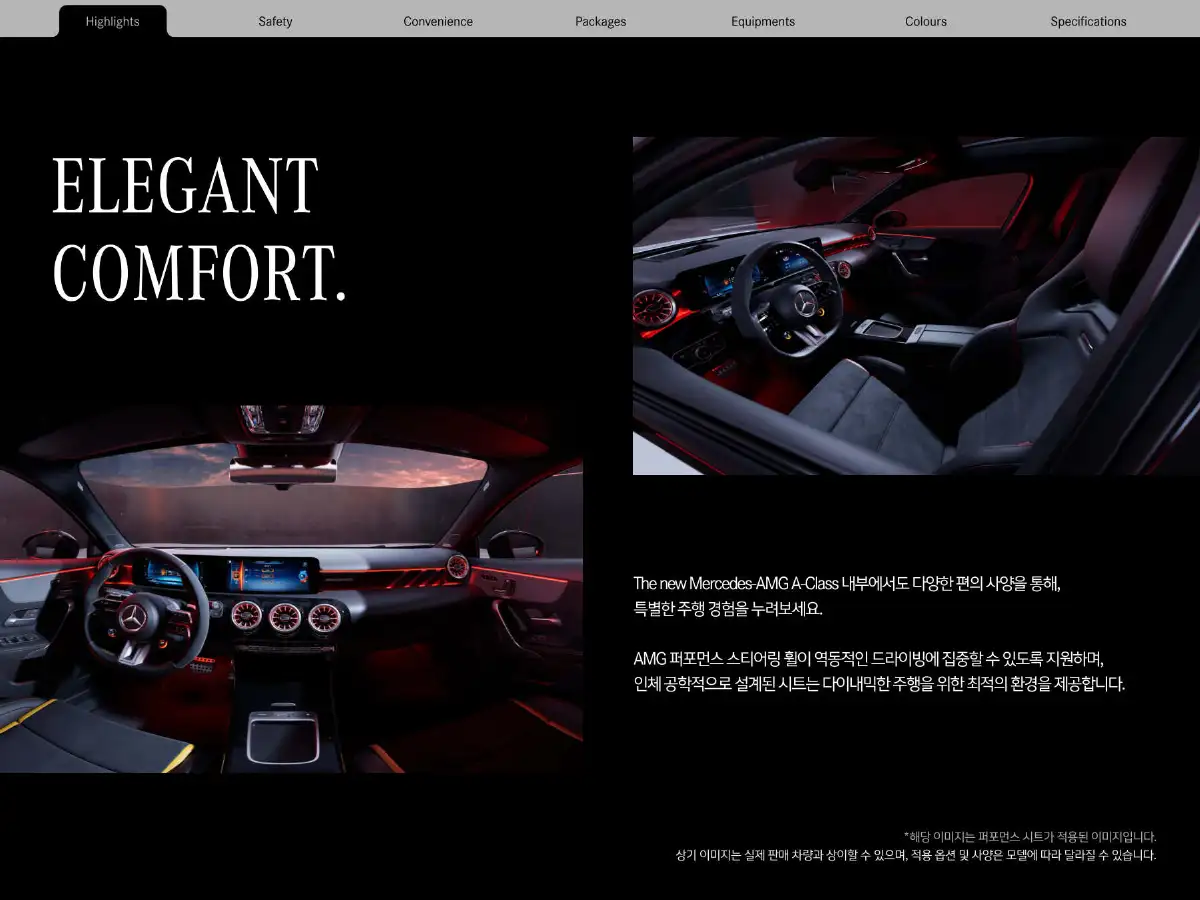 Highlights
Safety
Convenience
Packages
Equipments
Colours
Specifications
ELEGANT
COMFORT.
The new Mercedes-AMG A-Class 내부에서도 다양한 편의 사양을 통해,
특별한 주행 경험을 누려보세요.
AMG 퍼포먼스 스티어링 휠이 역동적인 드라이빙에 집중할 수 있도록 지원하며,
인체 공학적으로 설계된 시트는 다이내믹한 주행을 위한 최적의 환경을 제공합니다.
*해당 이미지는 퍼포먼스 시트가 적용된 이미지입니다.
상기 이미지는 실제 판매 차량과 상이할 수 있으며, 적용 옵션 및 사양은 모델에 따라 달라질 수 있습니다.